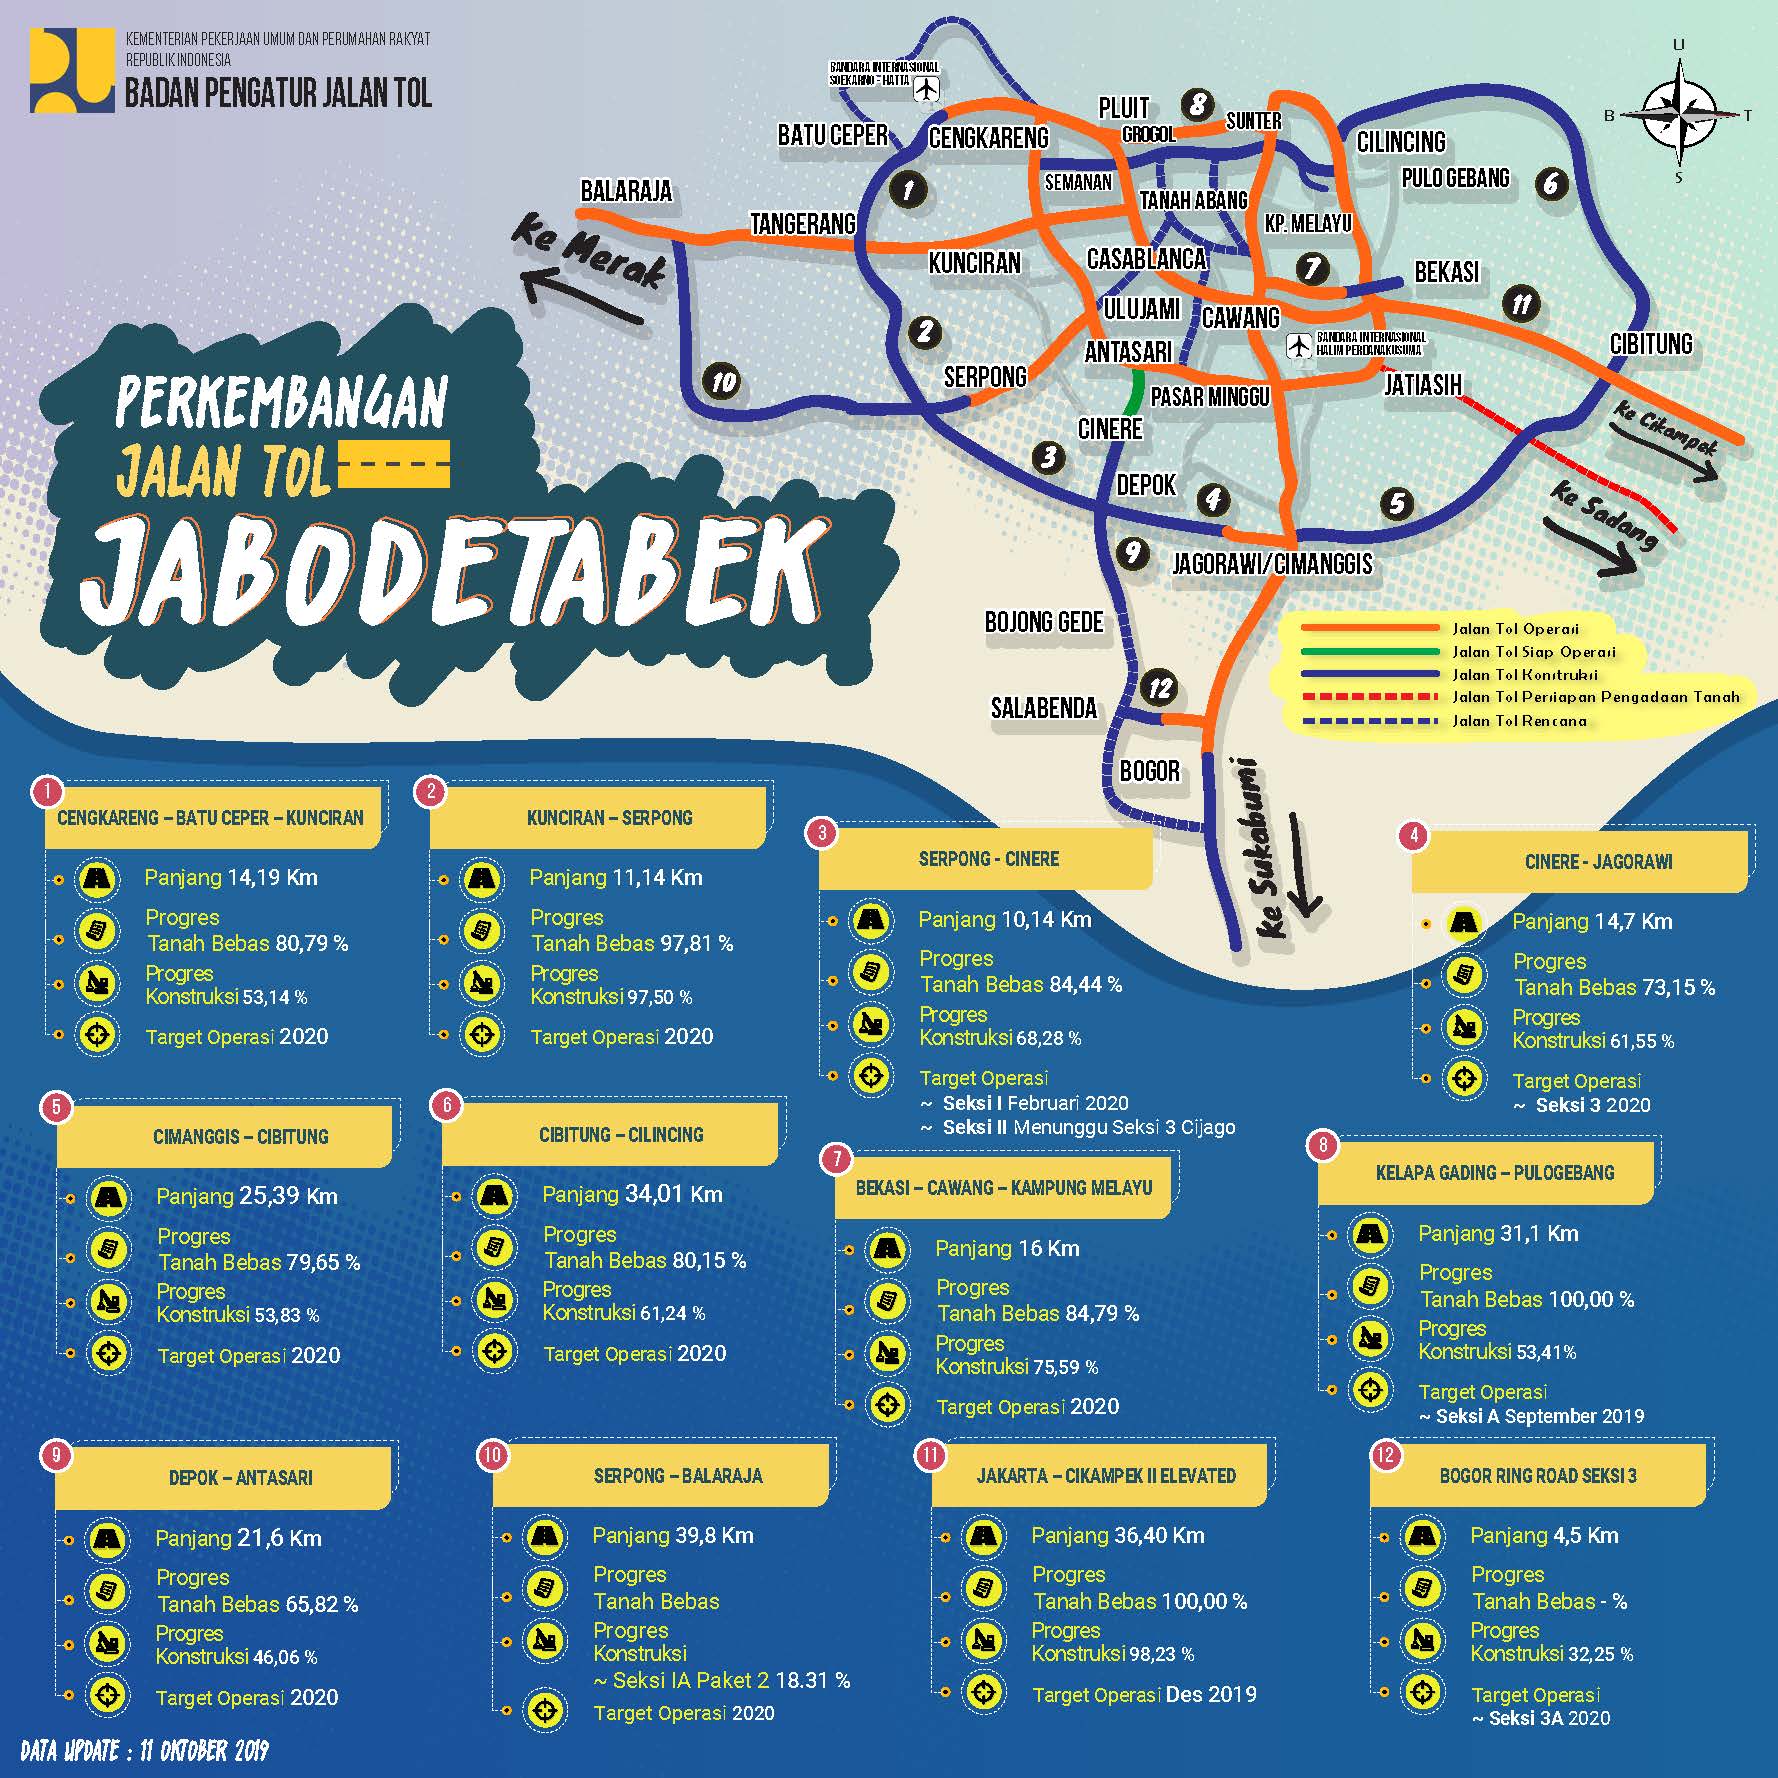 KEMENTERIAN PEKERJAAN UMUM DAN PERUMAHAN RAKYAT
REPUBLIK INDONESIA
BADAN PENGATUR JALAN TOL
U
B
T
S
BANDARA INTERNASIONAL
SOEKARNO - HATTA
BATU CEPER
CENGKARENG
PLUIT
8
GROGOL
SUNTER
CILINCING
PULO GEBANG
6
SEMANAN
1
BALARAJA
TANAH ABANG
TANGERANG
KP. MELAYU
ke Merak
KUNCIRAN
CASABLANCA
7
BEKASI
11
ULUJAMI
CAWANG
2
BANDARA INTERNASIONAL
HALIM PERDANAKUSUMA
CIBITUNG
ANTASARI
10
SERPONG
PASAR MINGGU
JATIASIH
ke Cikampek
CINERE
3
DEPOK
4
5
ke Sadang
9
JAGORAWI/CIMANGGIS
BOJONG GEDE
12
SALABENDA
BOGOR
ke Sukabumi
PERKEMBANGAN
JALAN TOL
JABODETABEK
Jalan Tol Operasi
Jalan Tol Siap Operasi
Jalan Tol Konstruksi
Jalan Tol Persiapan Pengadaan Tanah
Jalan Tol Rencana
1
CENGKARENG – BATU CEPER – KUNCIRAN
Panjang 14,19 Km
Progres
Tanah Bebas 80,79 %
Progres
Konstruksi 53,14 %
Target Operasi 2020
2
KUNCIRAN – SERPONG
Panjang 11,14 Km
Progres
Tanah Bebas 97,81 %
Progres
Konstruksi 97,50 %
Target Operasi 2020
3
SERPONG - CINERE
Panjang 10,14 Km
Progres
Tanah Bebas 84,44 %
Progres
Konstruksi 68,28 %
Target Operasi
~ Seksi I Februari 2020
~ Seksi II Menunggu Seksi 3 Cijago
4
CINERE - JAGORAWI
Panjang 14,7 Km
Progres
Tanah Bebas 73,15 %
Progres
Konstruksi 61,55 %
Target Operasi
~ Seksi 3 2020
5
CIMANGGIS – CIBITUNG
Panjang 25,39 Km
Progres
Tanah Bebas 79,65 %
Progres
Konstruksi 53,83 %
Target Operasi 2020
6
CIBITUNG – CILINCING
Panjang 34,01 Km
Progres
Tanah Bebas 80,15 %
Progres
Konstruksi 61,24 %
Target Operasi 2020
7
BEKASI – CAWANG – KAMPUNG MELAYU
Panjang 16 Km
Progres
Tanah Bebas 84,79 %
Progres
Konstruksi 75,59 %
Target Operasi 2020
8
KELAPA GADING – PULOGEBANG
Panjang 31,1 Km
Progres
Tanah Bebas 100,00 %
Progres
Konstruksi 53,41%
Target Operasi
~ Seksi A September 2019
9
DEPOK – ANTASARI
Panjang 21,6 Km
Progres
Tanah Bebas 65,82 %
Progres
Konstruksi 46,06 %
Target Operasi 2020
10
SERPONG – BALARAJA
Panjang 39,8 Km
Progres
Tanah Bebas
Progres
Konstruksi
~ Seksi IA Paket 2 18.31 %
Target Operasi 2020
11
JAKARTA – CIKAMPEK II ELEVATED
Panjang 36,40 Km
Progres
Tanah Bebas 100,00 %
Progres
Konstruksi 98,23 %
Target Operasi Des 2019
12
BOGOR RING ROAD SEKSI 3
Panjang 4,5 Km
Progres
Tanah Bebas - %
Progres
Konstruksi 32,25 %
Target Operasi
~ Seksi 3A 2020
DATA UPDATE : 11 OKTOBER 2019